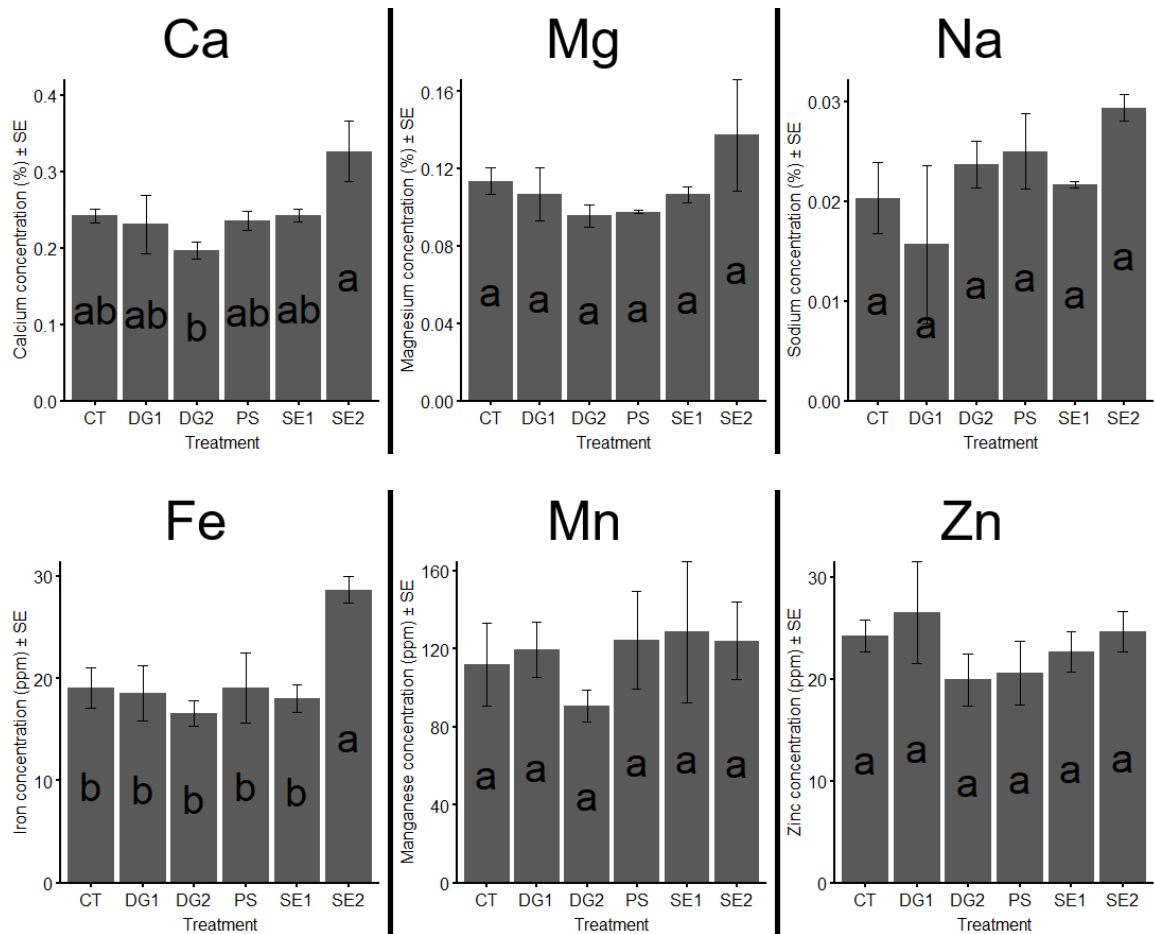 Ca
Calcium concentration (%) ± SE
0.4
0.3
0.2
0.1
0.0
ab ab b ab ab a
CT DG1 DG2 PS SE1 SE2
Treatment
Mg
Magnesium concentration (%) ± SE
0.16
0.12
0.08
0.04
0.00
a a a a a a
CT DG1 DG2 PS SE1 SE2
Treatment
Na
Sodium concentration (%) ± SE
0.03
0.02
0.01
0.00
a a a a a a
CT DG1 DG2 PS SE1 SE2
Treatment
Fe
Iron concentration (ppm) ± SE
30
20
10
0
b b b b b a
CT DG1 DG2 PS SE1 SE2
Treatment
Mn
Manganese concentration (ppm) ± SE
160
120
80
40
0
a a a a a a
CT DG1 DG2 PS SE1 SE2
Treatment
Zn
Zinc concentration (ppm) ± SE
30
20
10
0
a a a a a a
CT DG1 DG2 PS SE1 SE2
Treatment